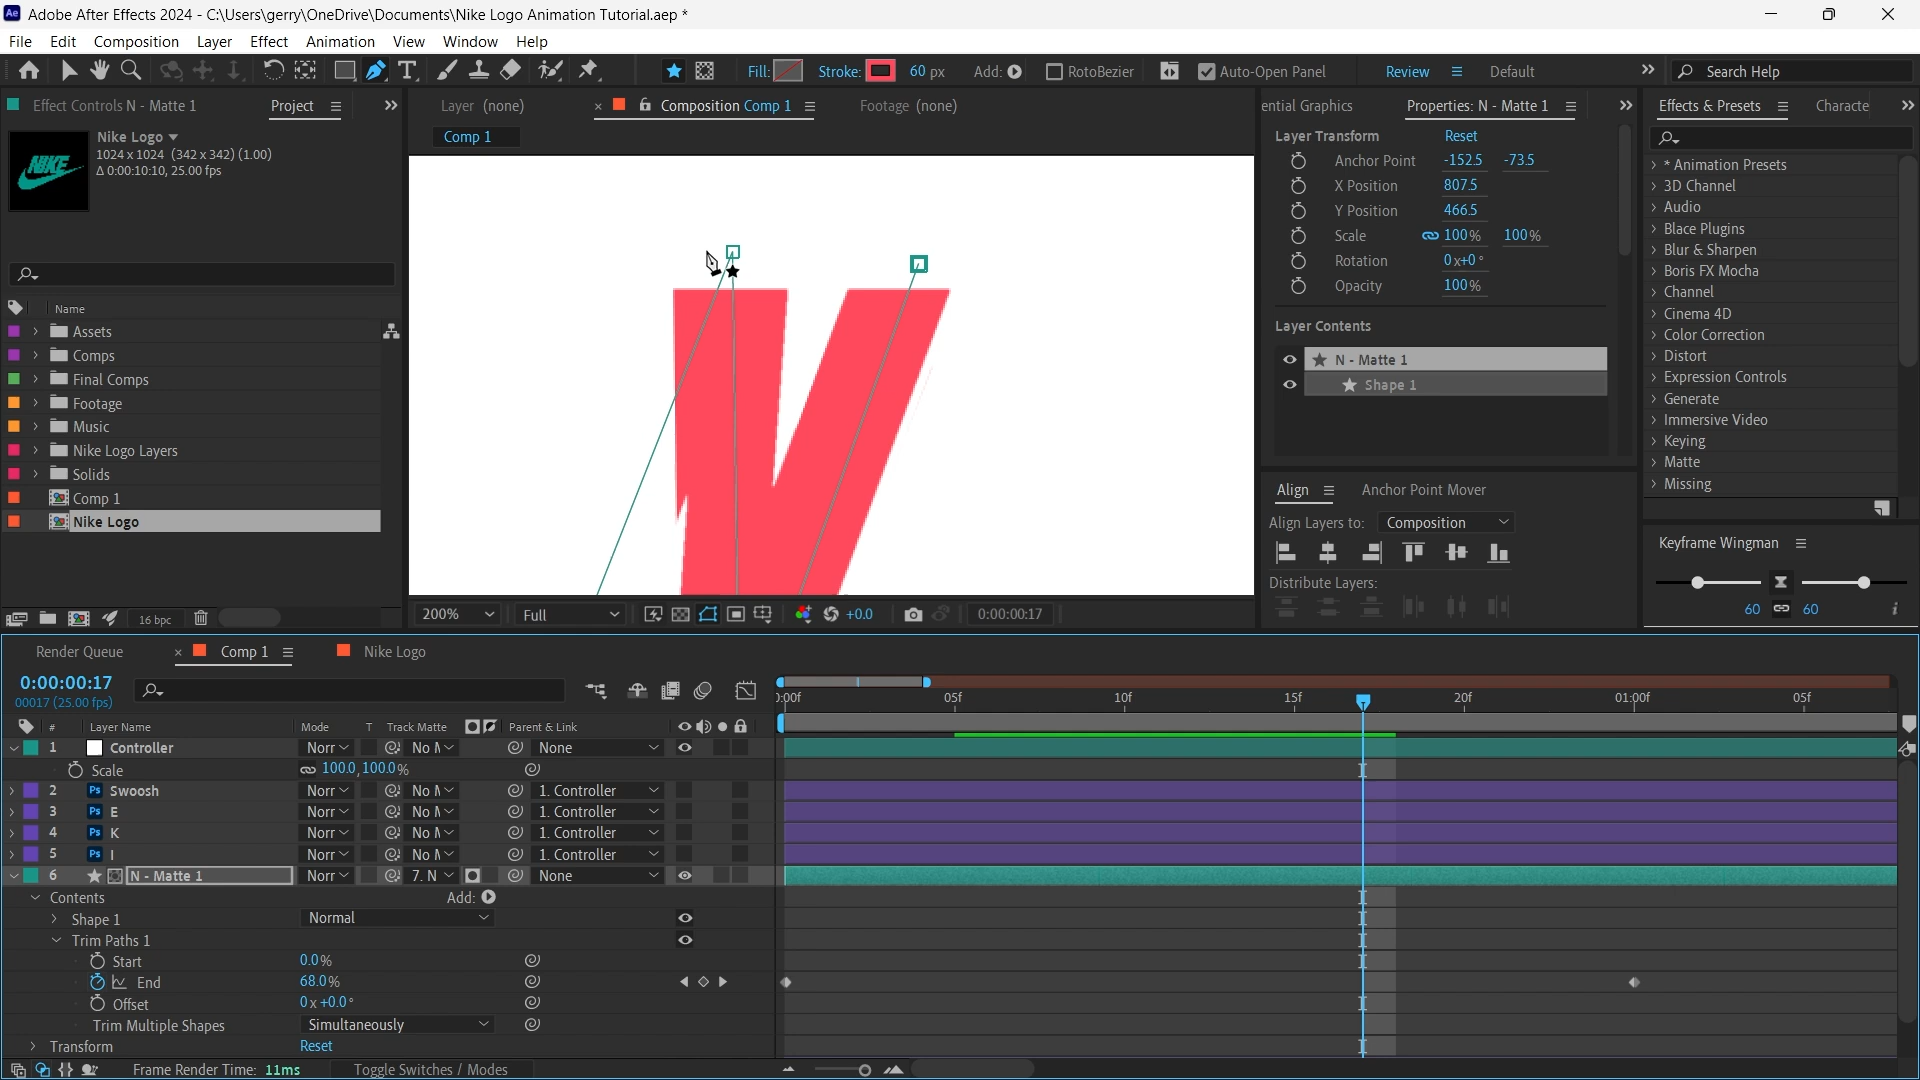 Adobe After Effects 2024 - C:\Users\gerry\OneDrive\Documents\Nike Logo Animation Tutorial.aep *
File Edit Composition Layer Effect Animation View Window Help
Fill: Stroke: 60 px Add: RotoBezier Auto-Open Panel Review Default Search Help
Effect Controls N - Matte 1 Project
Layer (none) Composition Comp 1 Footage (none)
ential Graphics Properties: N - Matte 1
Effects & Presets Characte
Nike Logo
1024 x 1024 (342 x 342) (1.00)
Δ 0:00:10:10, 25.00 fps
NIKE
Name
Assets
Comps
Final Comps
Footage
Music
Nike Logo Layers
Solids
Comp 1
Nike Logo
16 bpc
Comp 1
200% Full +0.0 0:00:00:17
Layer Transform Reset
Anchor Point -152.5 -73.5
X Position 807.5
Y Position 466.5
Scale 100% 100%
Rotation 0x+0°
Opacity 100%
Layer Contents
N - Matte 1
Shape 1
Align Anchor Point Mover
Align Layers to: Composition
Distribute Layers:
* Animation Presets
3D Channel
Audio
Blace Plugins
Blur & Sharpen
Boris FX Mocha
Channel
Cinema 4D
Color Correction
Distort
Expression Controls
Generate
Immersive Video
Keying
Matte
Missing
Keyframe Wingman
60 60
Render Queue Comp 1 Nike Logo
0:00:00:17
00017 (25.00 fps)
):00f 05f 10f 15f 20f 01:00f 05f
# Layer Name Mode T Track Matte Parent & Link
1 Controller Norr No M None
Scale 100.0,100.0%
2 Ps Swoosh Norr No M 1. Controller
3 Ps E Norr No M 1. Controller
4 Ps K Norr No M 1. Controller
5 Ps I Norr No M 1. Controller
6 N - Matte 1 Norr 7. N None
Contents Add:
Shape 1 Normal
Trim Paths 1
Start 0.0%
End 68.0%
Offset 0x+0.0°
Trim Multiple Shapes Simultaneously
Transform Reset
Frame Render Time: 11ms Toggle Switches / Modes